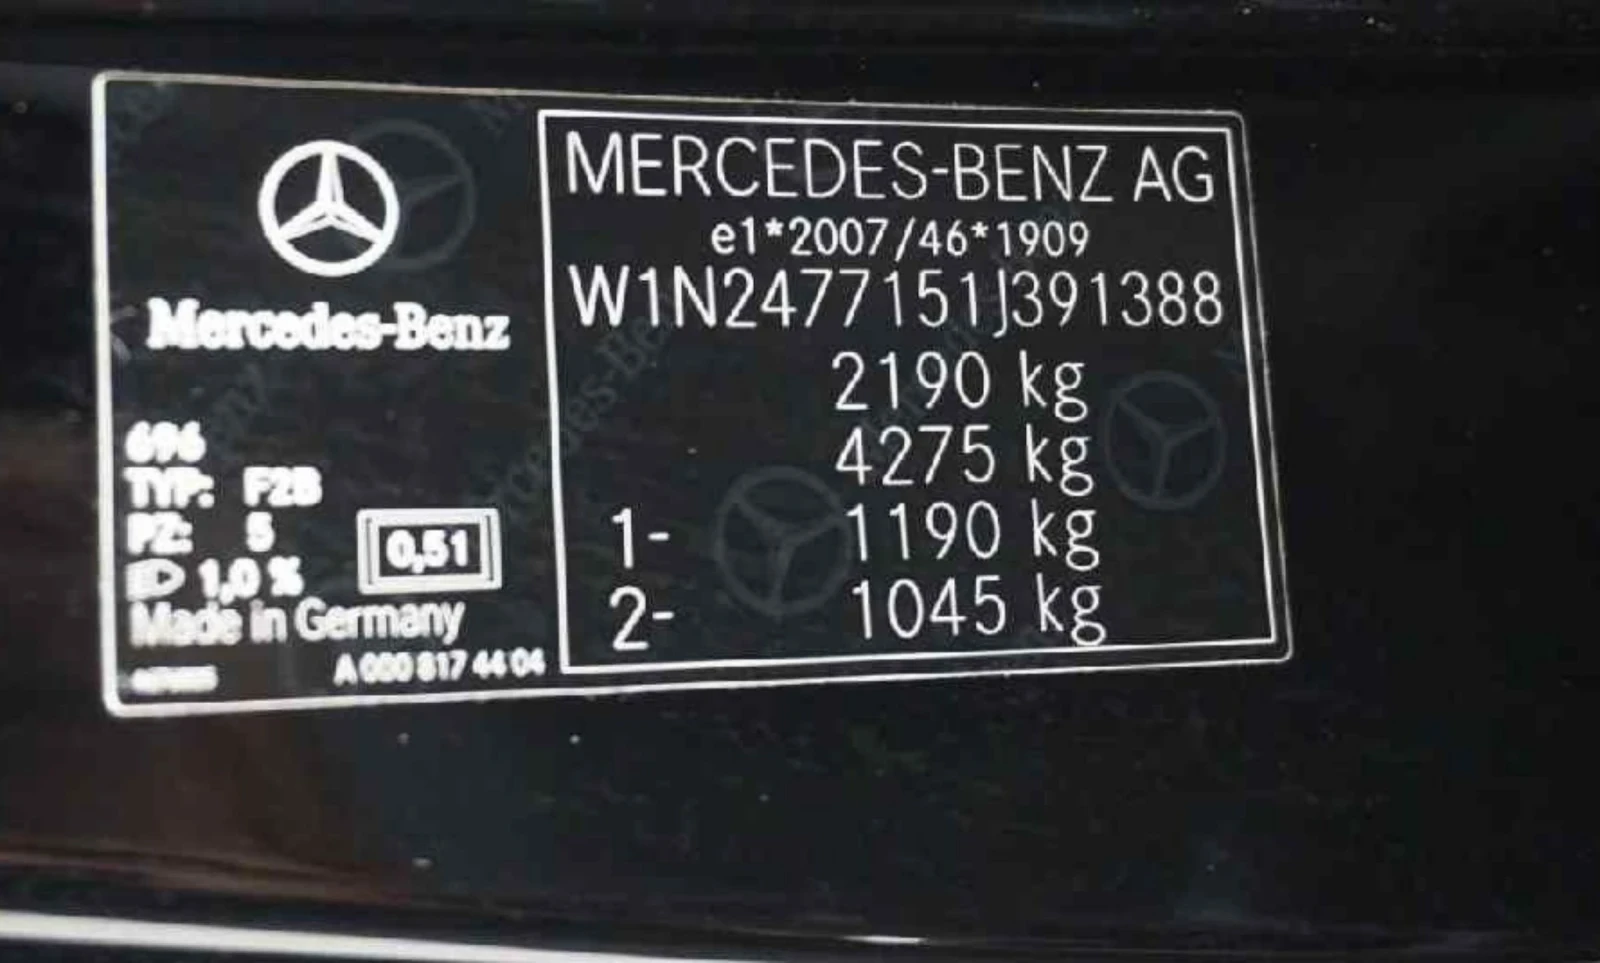 Mercedes-Benz
696
TYP: F2B
PZ: 5
1,0 %
0,51
Made in Germany
A 000 817 44 04
MERCEDES-BENZ AG
e1*2007/46*1909
W1N2477151J391388
2190 kg
4275 kg
1- 1190 kg
2- 1045 kg